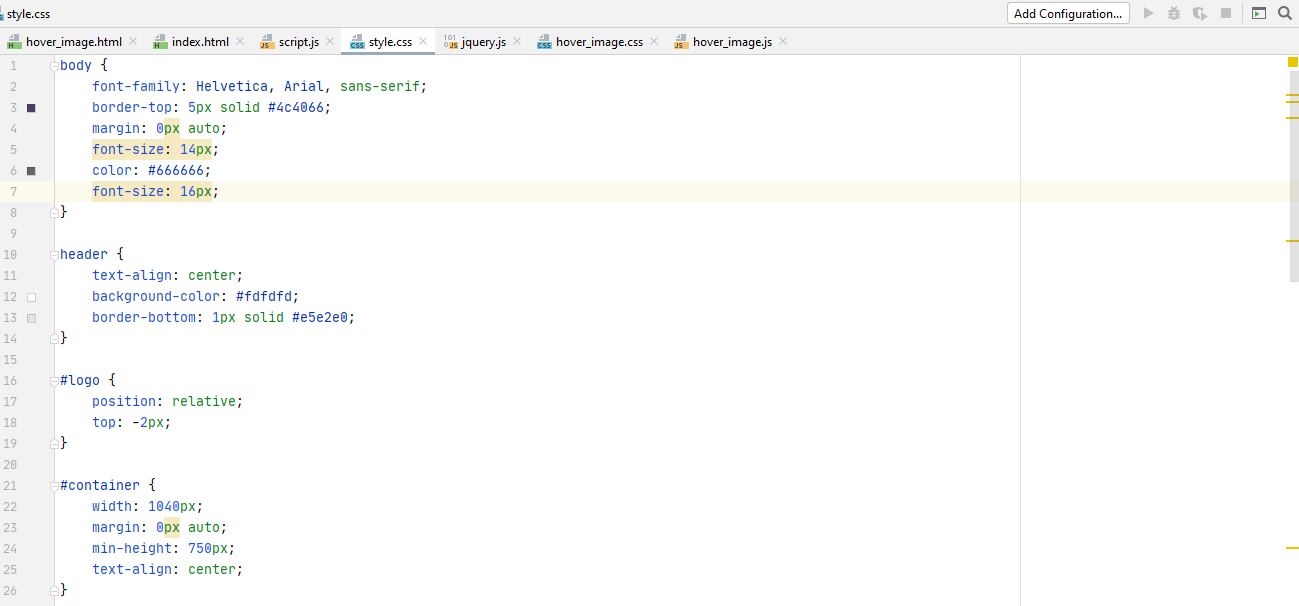 style.css
Add Configuration...
hover_image.html index.html script.js style.css jquery.js hover_image.css hover_image.js
1 body {
2 font-family: Helvetica, Arial, sans-serif;
3 border-top: 5px solid #4c4066;
4 margin: 0px auto;
5 font-size: 14px;
6 color: #666666;
7 font-size: 16px;
8 }
9
10 header {
11 text-align: center;
12 background-color: #fdfdfd;
13 border-bottom: 1px solid #e5e2e0;
14 }
15
16 #logo {
17 position: relative;
18 top: -2px;
19 }
20
21 #container {
22 width: 1040px;
23 margin: 0px auto;
24 min-height: 750px;
25 text-align: center;
26 }